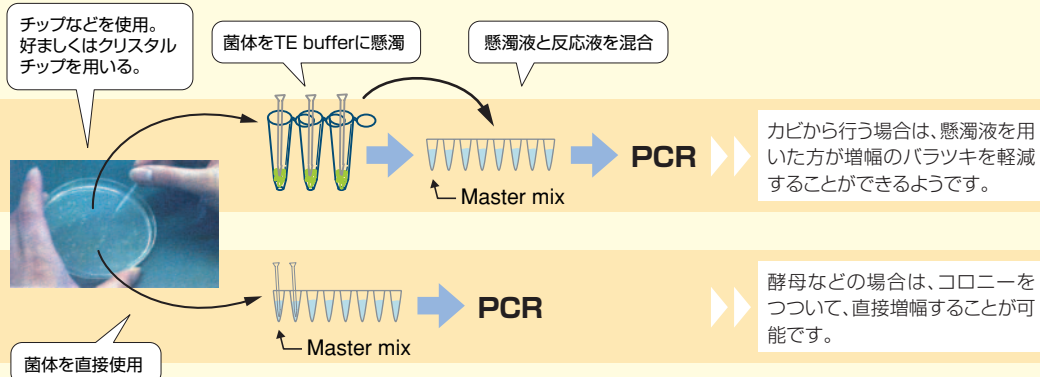 チップなどを使用。
好ましくはクリスタル
チップを用いる。
菌体をTE bufferに懸濁
懸濁液と反応液を混合
PCR
Master mix
カビから行う場合は、懸濁液を用
いた方が増幅のバラツキを軽減
することができるようです。
PCR
Master mix
酵母などの場合は、コロニーを
つついて、直接増幅することが可
能です。
菌体を直接使用